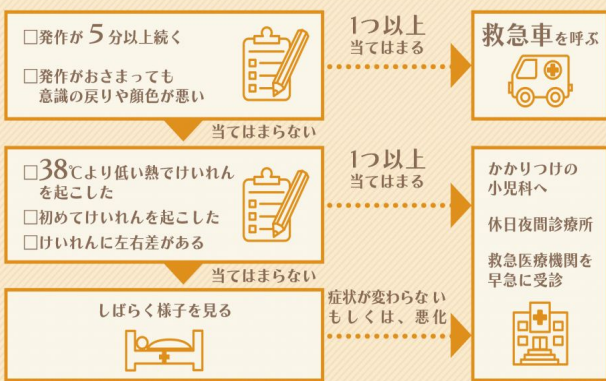 □発作が5分以上続く
□発作がおさまっても
意識の戻りや顔色が悪い
1つ以上
当てはまる
救急車を呼ぶ
当てはまらない
□38℃より低い熱でけいれん
を起こした
□初めてけいれんを起こした
□けいれんに左右差がある
1つ以上
当てはまる
かかりつけの
小児科へ
休日夜間診療所
救急医療機関を
早急に受診
当てはまらない
しばらく様子を見る
症状が変わらない
もしくは、悪化